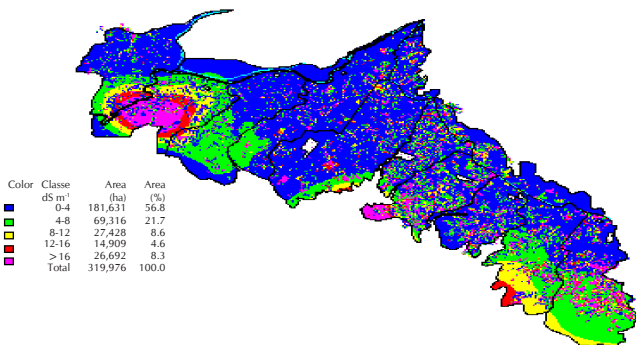 Color Classe Area Area
dS m⁻¹ (ha) (%)
0-4 181,631 56.8
4-8 69,316 21.7
8-12 27,428 8.6
12-16 14,909 4.6
>16 26,692 8.3
Total 319,976 100.0